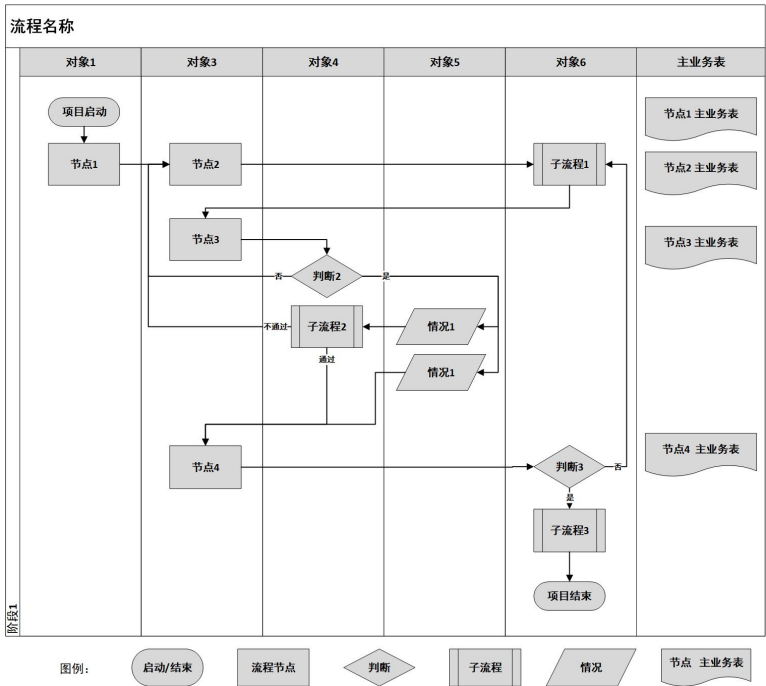 流程名称
对象1
对象3
对象4
对象5
对象6
主业务表
项目启动
节点1 主业务表
节点1
节点2
子流程1
节点2 主业务表
节点3
节点3 主业务表
否
判断2
是
不通过
子流程2
情况1
通过
情况1
节点4
判断3
否
节点4 主业务表
是
子流程3
项目结束
阶段1
图例：
启动/结束
流程节点
判断
子流程
情况
节点 主业务表